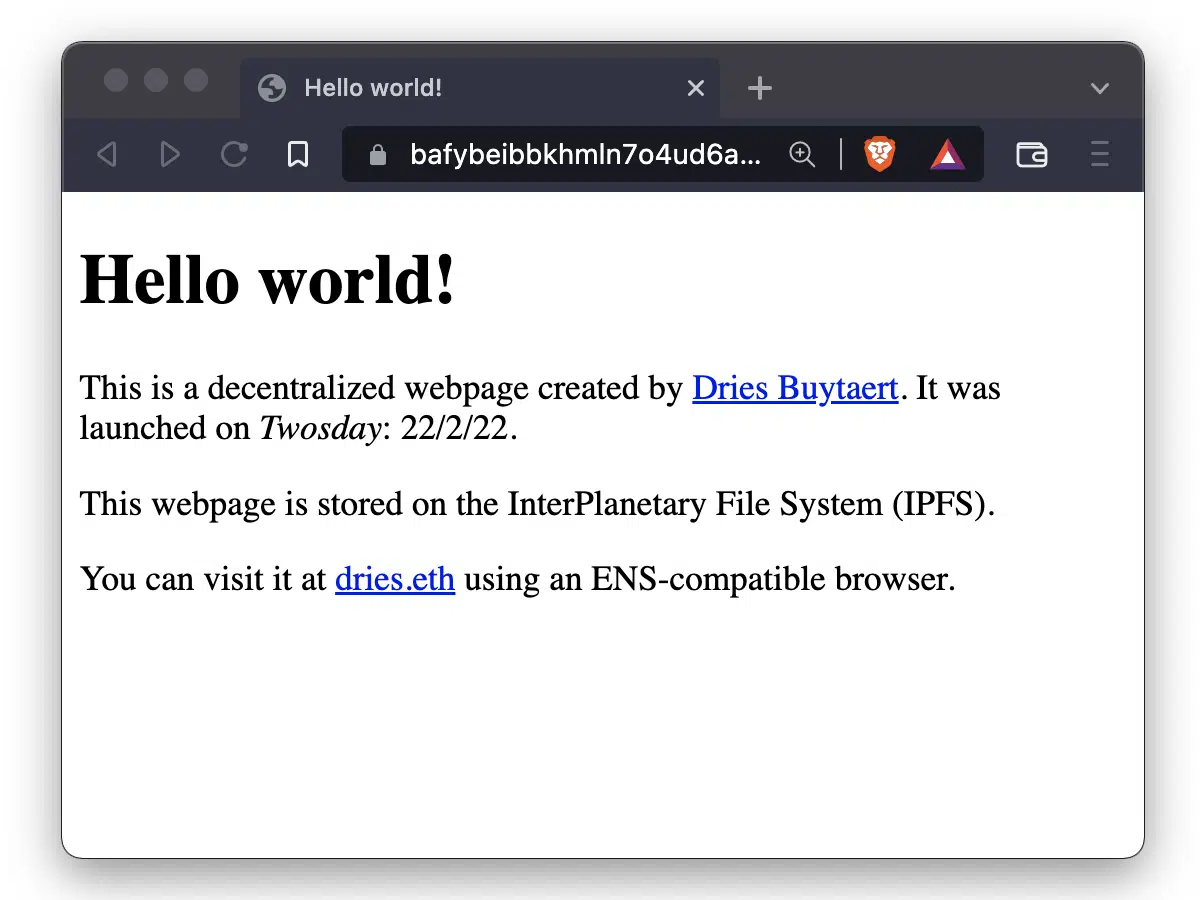 Hello world!
bafybeibbkhmln7o4ud6a...
Hello world!
This is a decentralized webpage created by Dries Buytaert. It was
launched on Twosday: 22/2/22.
This webpage is stored on the InterPlanetary File System (IPFS).
You can visit it at dries.eth using an ENS-compatible browser.